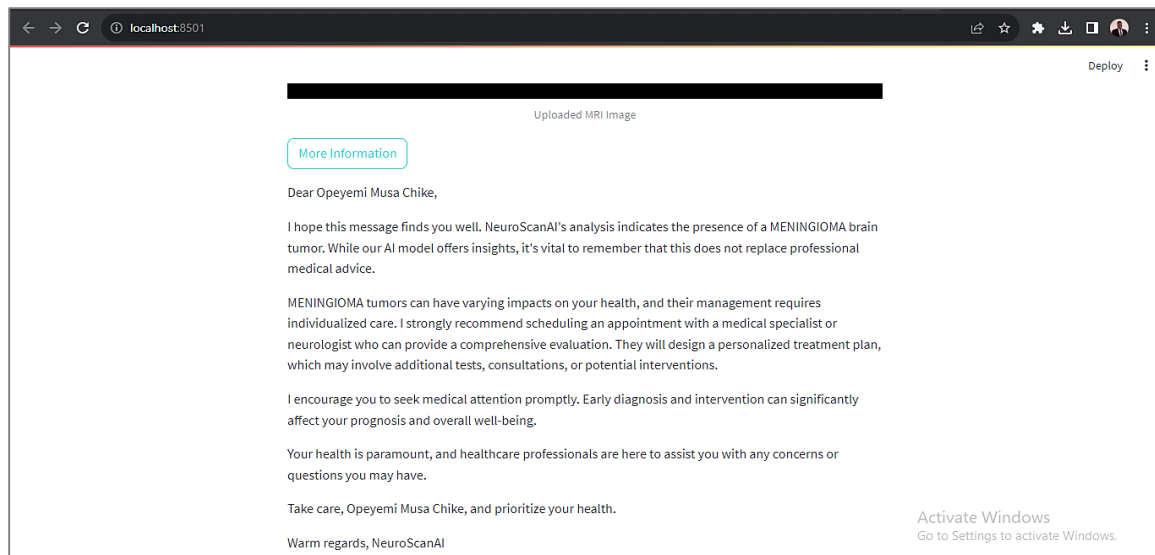 localhost:8501
Deploy
Uploaded MRI Image
More Information
Dear Opeyemi Musa Chike,
I hope this message finds you well. NeuroScanAI's analysis indicates the presence of a MENINGIOMA brain
tumor. While our AI model offers insights, it's vital to remember that this does not replace professional
medical advice.
MENINGIOMA tumors can have varying impacts on your health, and their management requires
individualized care. I strongly recommend scheduling an appointment with a medical specialist or
neurologist who can provide a comprehensive evaluation. They will design a personalized treatment plan,
which may involve additional tests, consultations, or potential interventions.
I encourage you to seek medical attention promptly. Early diagnosis and intervention can significantly
affect your prognosis and overall well-being.
Your health is paramount, and healthcare professionals are here to assist you with any concerns or
questions you may have.
Take care, Opeyemi Musa Chike, and prioritize your health.
Warm regards, NeuroScanAI
Activate Windows
Go to Settings to activate Windows.